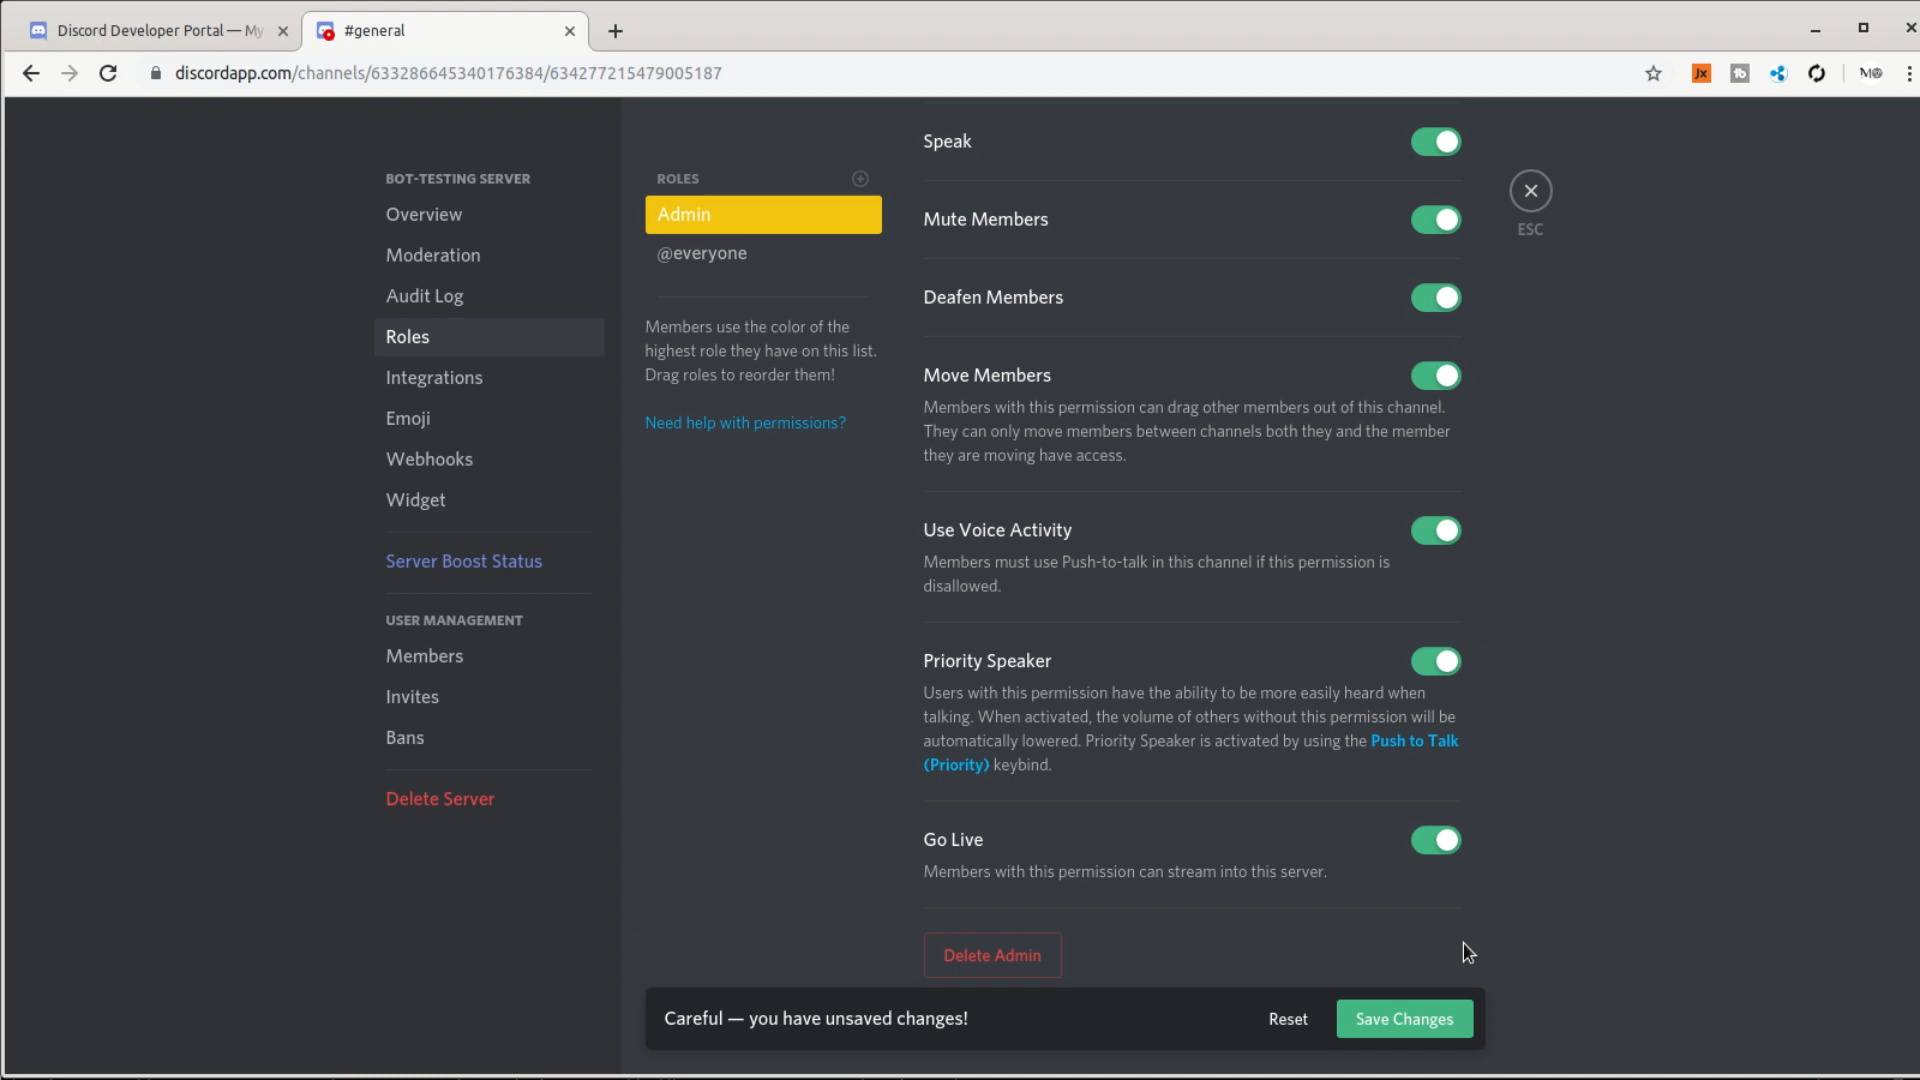 Discord Developer Portal — My
#general
discordapp.com/channels/633286645340176384/634277215479005187
Jx
BOT-TESTING SERVER
Overview
Moderation
Audit Log
Roles
Integrations
Emoji
Webhooks
Widget
Server Boost Status
USER MANAGEMENT
Members
Invites
Bans
Delete Server
ROLES
Admin
@everyone
Members use the color of the
highest role they have on this list.
Drag roles to reorder them!
Need help with permissions?
Speak
Mute Members
Deafen Members
Move Members
Members with this permission can drag other members out of this channel.
They can only move members between channels both they and the member
they are moving have access.
Use Voice Activity
Members must use Push-to-talk in this channel if this permission is
disallowed.
Priority Speaker
Users with this permission have the ability to be more easily heard when
talking. When activated, the volume of others without this permission will be
automatically lowered. Priority Speaker is activated by using the Push to Talk
(Priority) keybind.
Go Live
Members with this permission can stream into this server.
Delete Admin
ESC
Careful — you have unsaved changes!
Reset
Save Changes